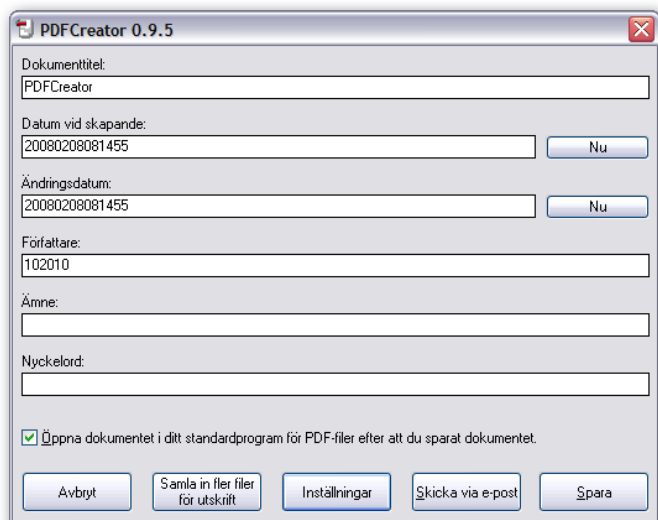 PDFCreator 0.9.5
Dokumenttitel:
PDFCreator
Datum vid skapande:
20080208081455
Nu
Ändringsdatum:
20080208081455
Nu
Författare:
102010
Ämne:
Nyckelord:
Öppna dokumentet i ditt standardprogram för PDF-filer efter att du sparat dokumentet.
Avbryt
Samla in fler filer
för utskrift
Inställningar
Skicka via e-post
Spara